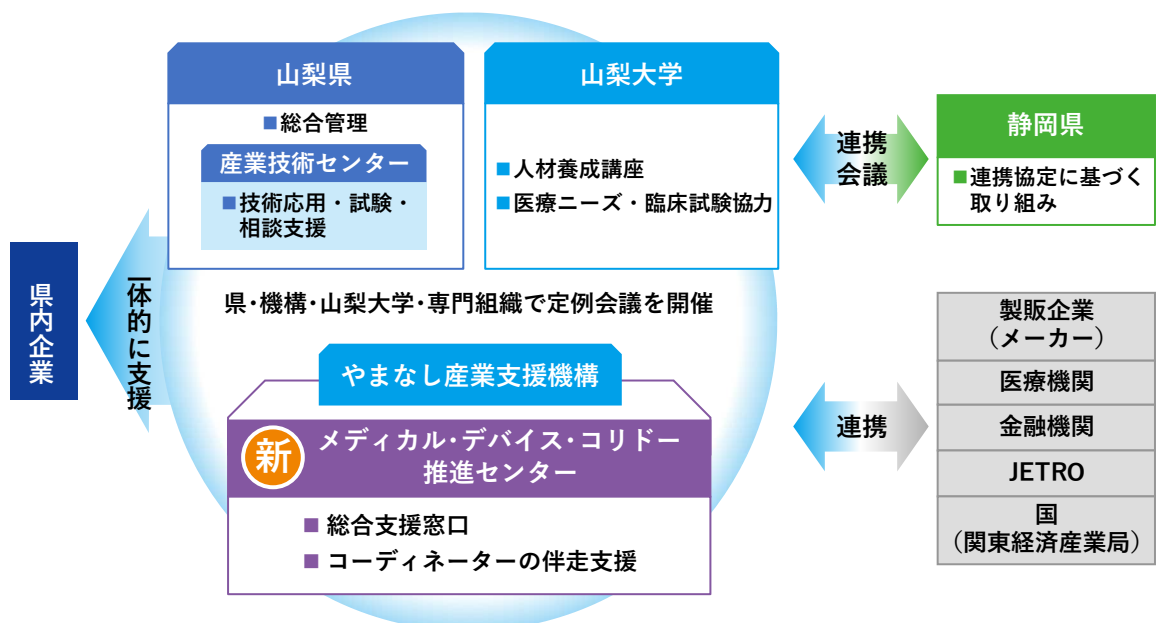 山梨県
■総合管理
産業技術センター
■技術応用・試験・
相談支援
山梨大学
■人材養成講座
■医療ニーズ・臨床試験協力
連携
会議
静岡県
■連携協定に基づく
取り組み
県内企業
一体的に支援
県・機構・山梨大学・専門組織で定例会議を開催
やまなし産業支援機構
新
メディカル・デバイス・コリドー
推進センター
■総合支援窓口
■コーディネーターの伴走支援
連携
製販企業
（メーカー）
医療機関
金融機関
JETRO
国
（関東経済産業局）